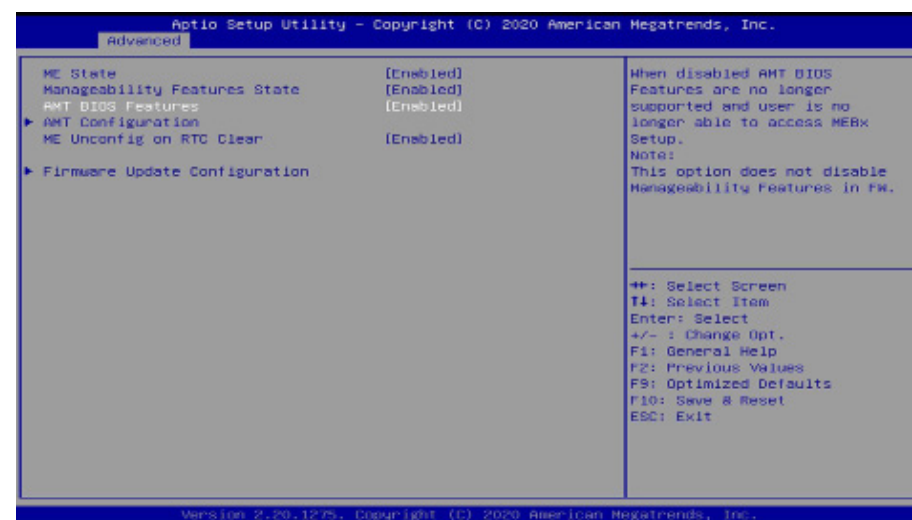 Aptio Setup Utility – Copyright (C) 2020 American Megatrends, Inc.
Advanced
ME State [Enabled]
Manageability Features State [Enabled]
AMT BIOS Features [Enabled]
► AMT Configuration
ME Unconfig on RTC Clear [Enabled]
► Firmware Update Configuration
When disabled AMT BIOS
Features are no longer
supported and user is no
longer able to access MEBx
Setup.
Note:
This option does not disable
Manageability Features in FW.
↔: Select Screen
↑↓: Select Item
Enter: Select
+/- : Change Opt.
F1: General Help
F2: Previous Values
F9: Optimized Defaults
F10: Save & Reset
ESC: Exit
Version 2.20.1275. Copyright (C) 2020 American Megatrends, Inc.